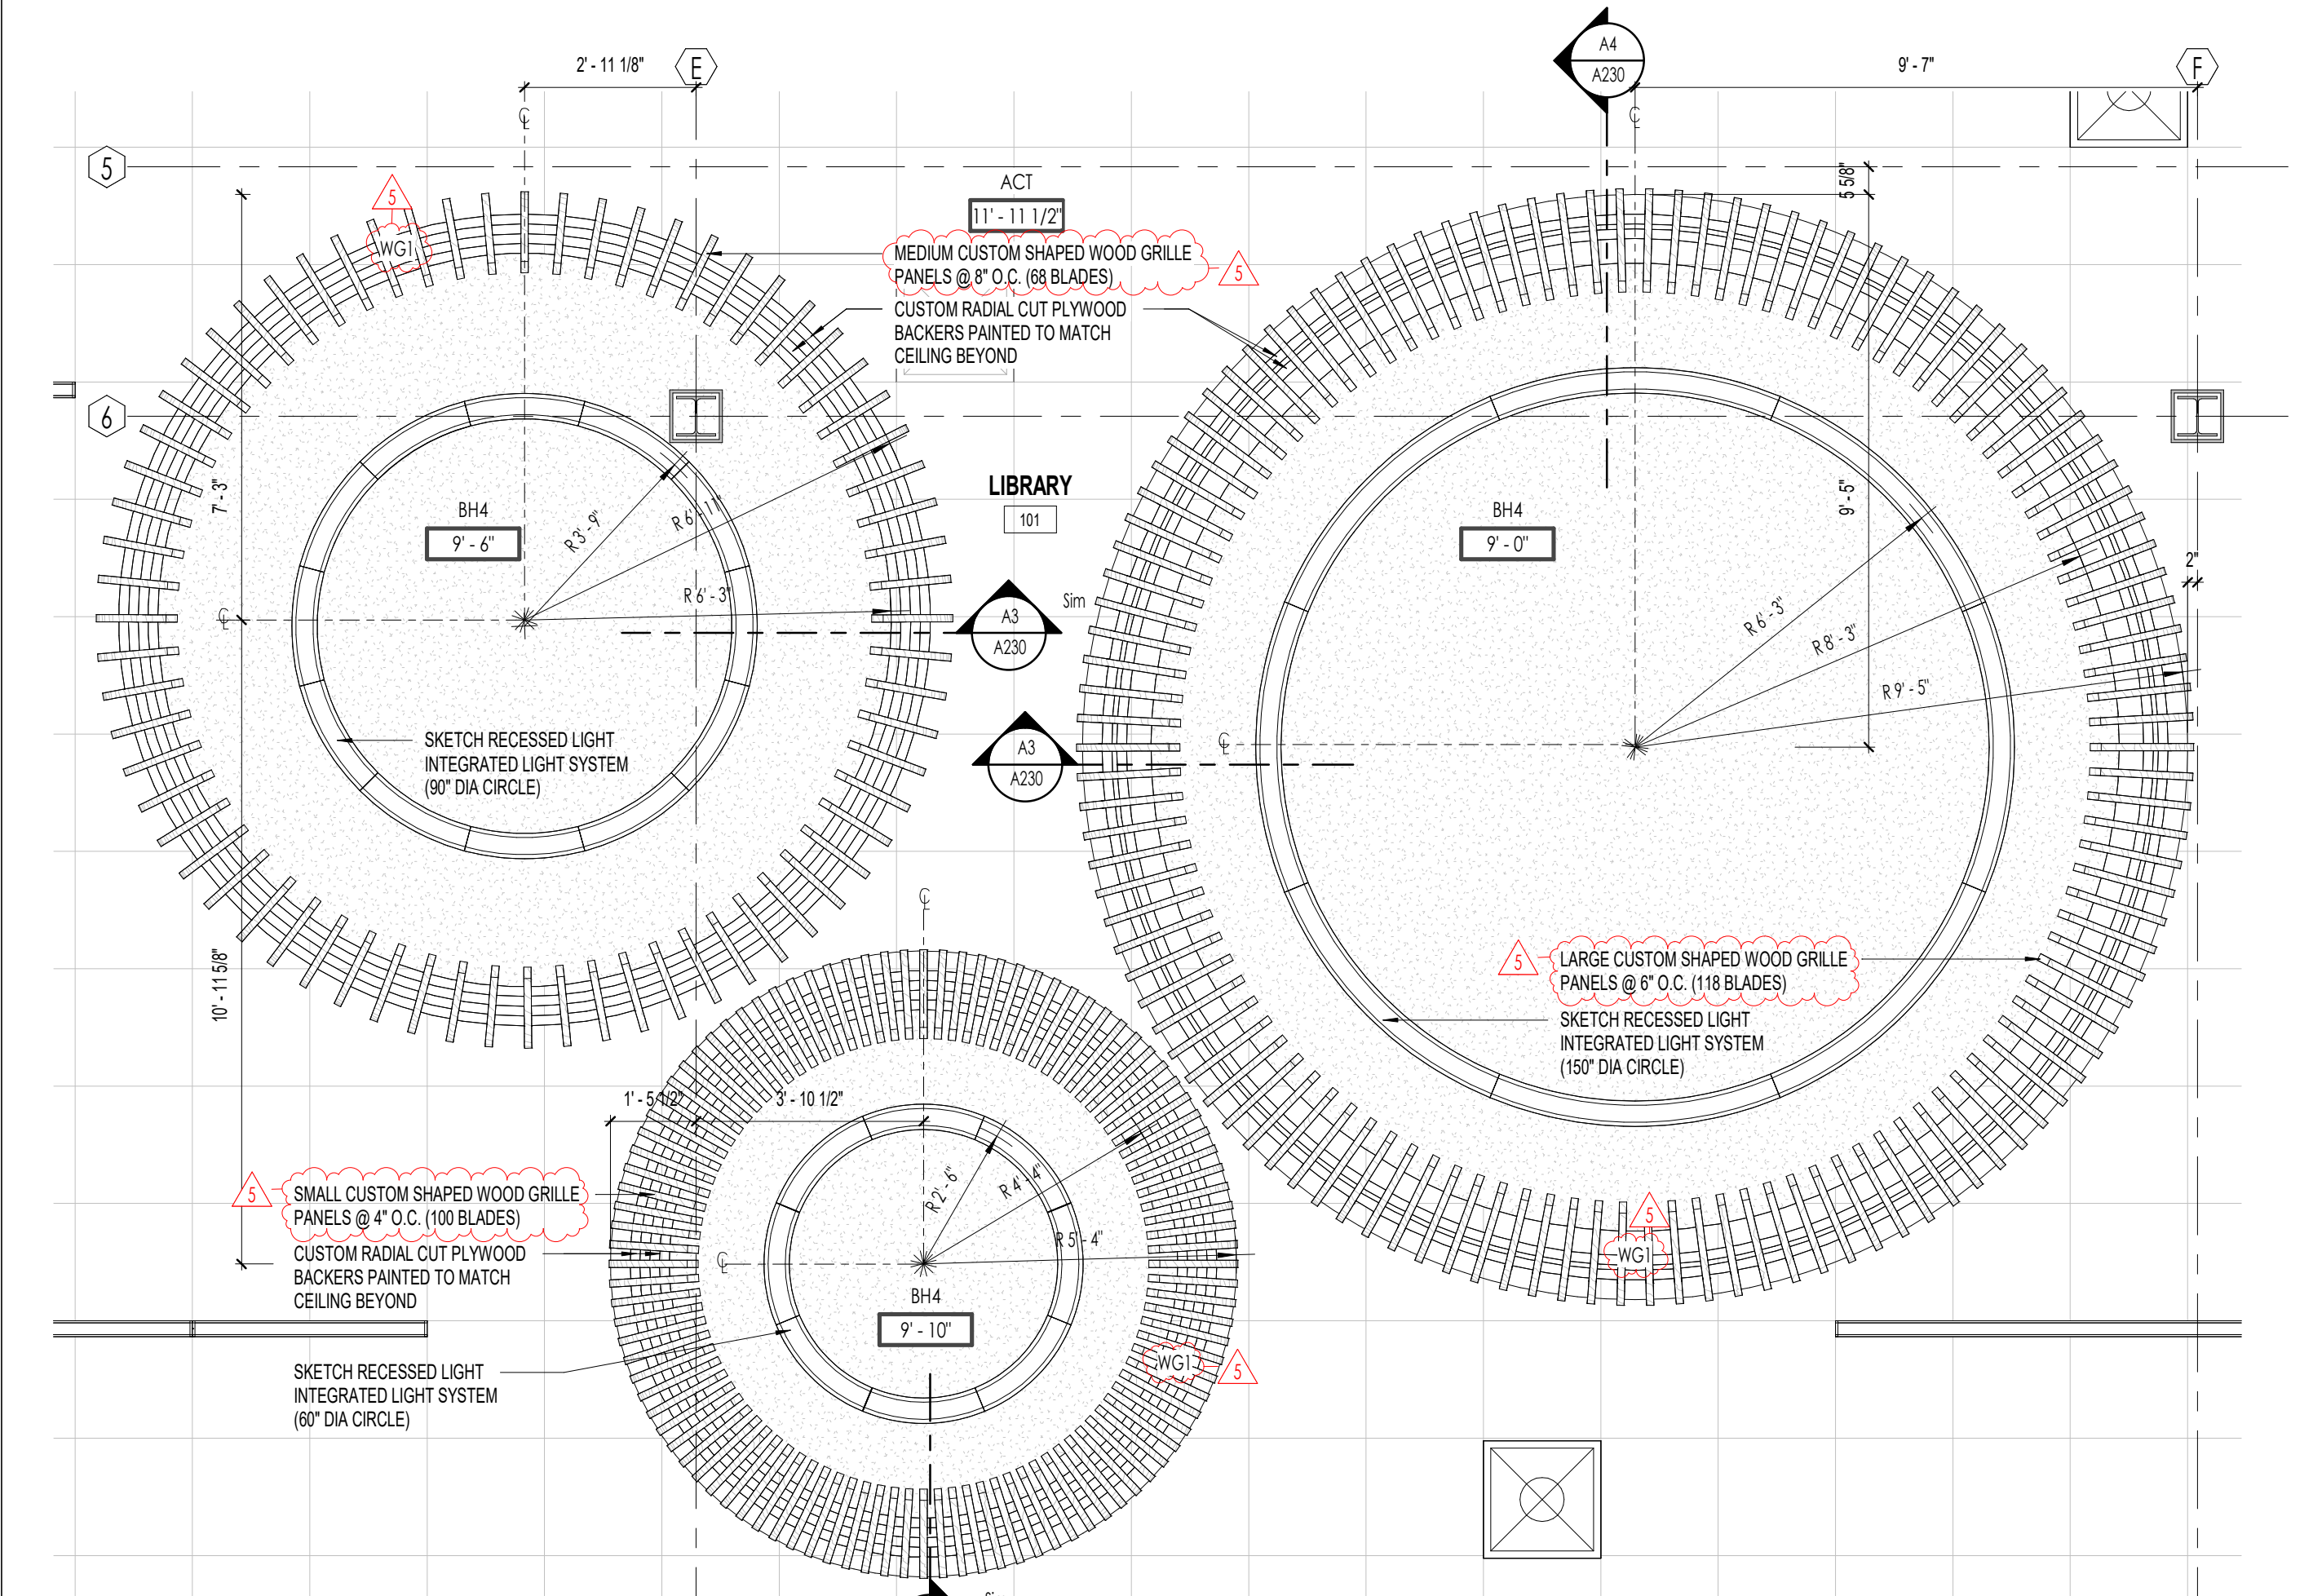 A4
A230
2' - 11 1/8"
E
9' - 7"
F
5
5 5/8"
ACT
11' - 11 1/2"
5
WG1
MEDIUM CUSTOM SHAPED WOOD GRILLE
PANELS @ 8" O.C. (68 BLADES)
5
CUSTOM RADIAL CUT PLYWOOD
BACKERS PAINTED TO MATCH
CEILING BEYOND
6
7' - 3"
LIBRARY
101
BH4
9' - 6"
R 3' - 9"
R 6' - 11"
R 6' - 3"
BH4
9' - 0"
9' - 5"
2"
A3
A230
Sim
R 6' - 3"
R 8' - 3"
R 9' - 5"
SKETCH RECESSED LIGHT
INTEGRATED LIGHT SYSTEM
(90" DIA CIRCLE)
A3
A230
10' - 11 5/8"
5
LARGE CUSTOM SHAPED WOOD GRILLE
PANELS @ 6" O.C. (118 BLADES)
SKETCH RECESSED LIGHT
INTEGRATED LIGHT SYSTEM
(150" DIA CIRCLE)
1' - 5 1/2"
3' - 10 1/2"
5
SMALL CUSTOM SHAPED WOOD GRILLE
PANELS @ 4" O.C. (100 BLADES)
CUSTOM RADIAL CUT PLYWOOD
BACKERS PAINTED TO MATCH
CEILING BEYOND
R 2' - 6"
R 4' - 4"
R 5' - 4"
5
WG1
BH4
9' - 10"
WG1
5
SKETCH RECESSED LIGHT
INTEGRATED LIGHT SYSTEM
(60" DIA CIRCLE)